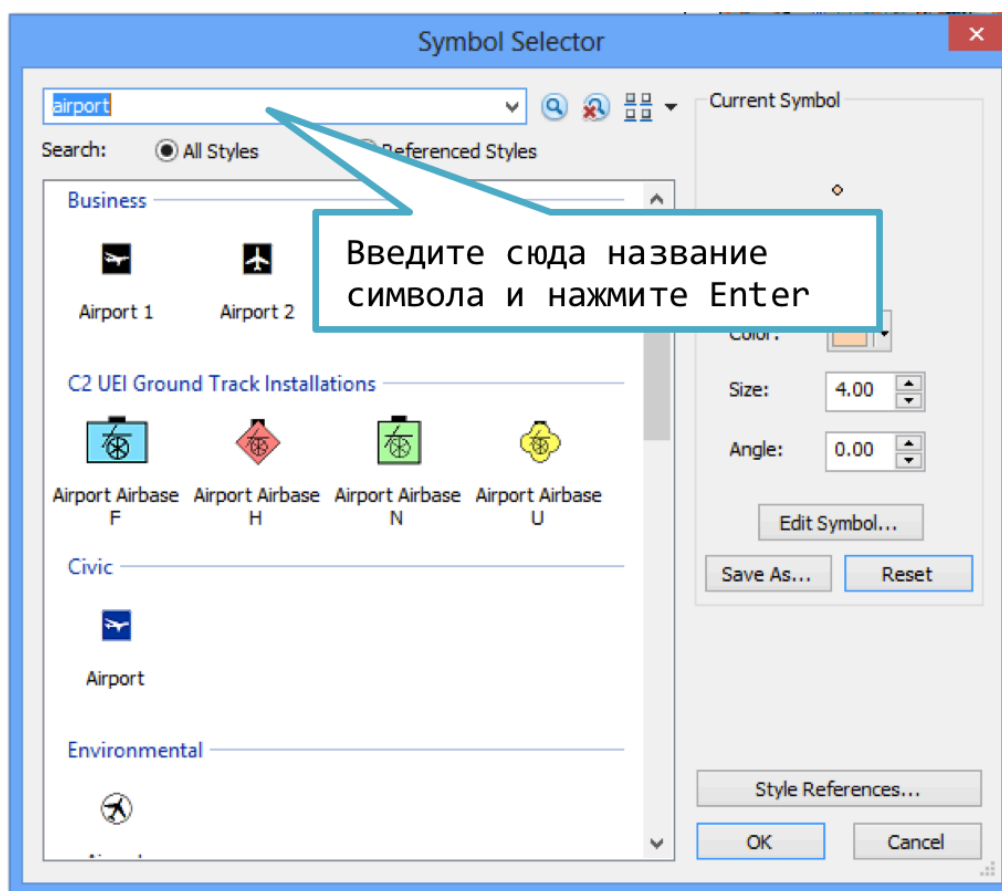 Symbol Selector
airport
Search:
All Styles
Referenced Styles
Business
Airport 1
Airport 2
Введите сюда название
символа и нажмите Enter
C2 UEI Ground Track Installations
Airport Airbase
F
Airport Airbase
H
Airport Airbase
N
Airport Airbase
U
Civic
Airport
Environmental
Current Symbol
Color:
Size:
4.00
Angle:
0.00
Edit Symbol...
Save As...
Reset
Style References...
OK
Cancel